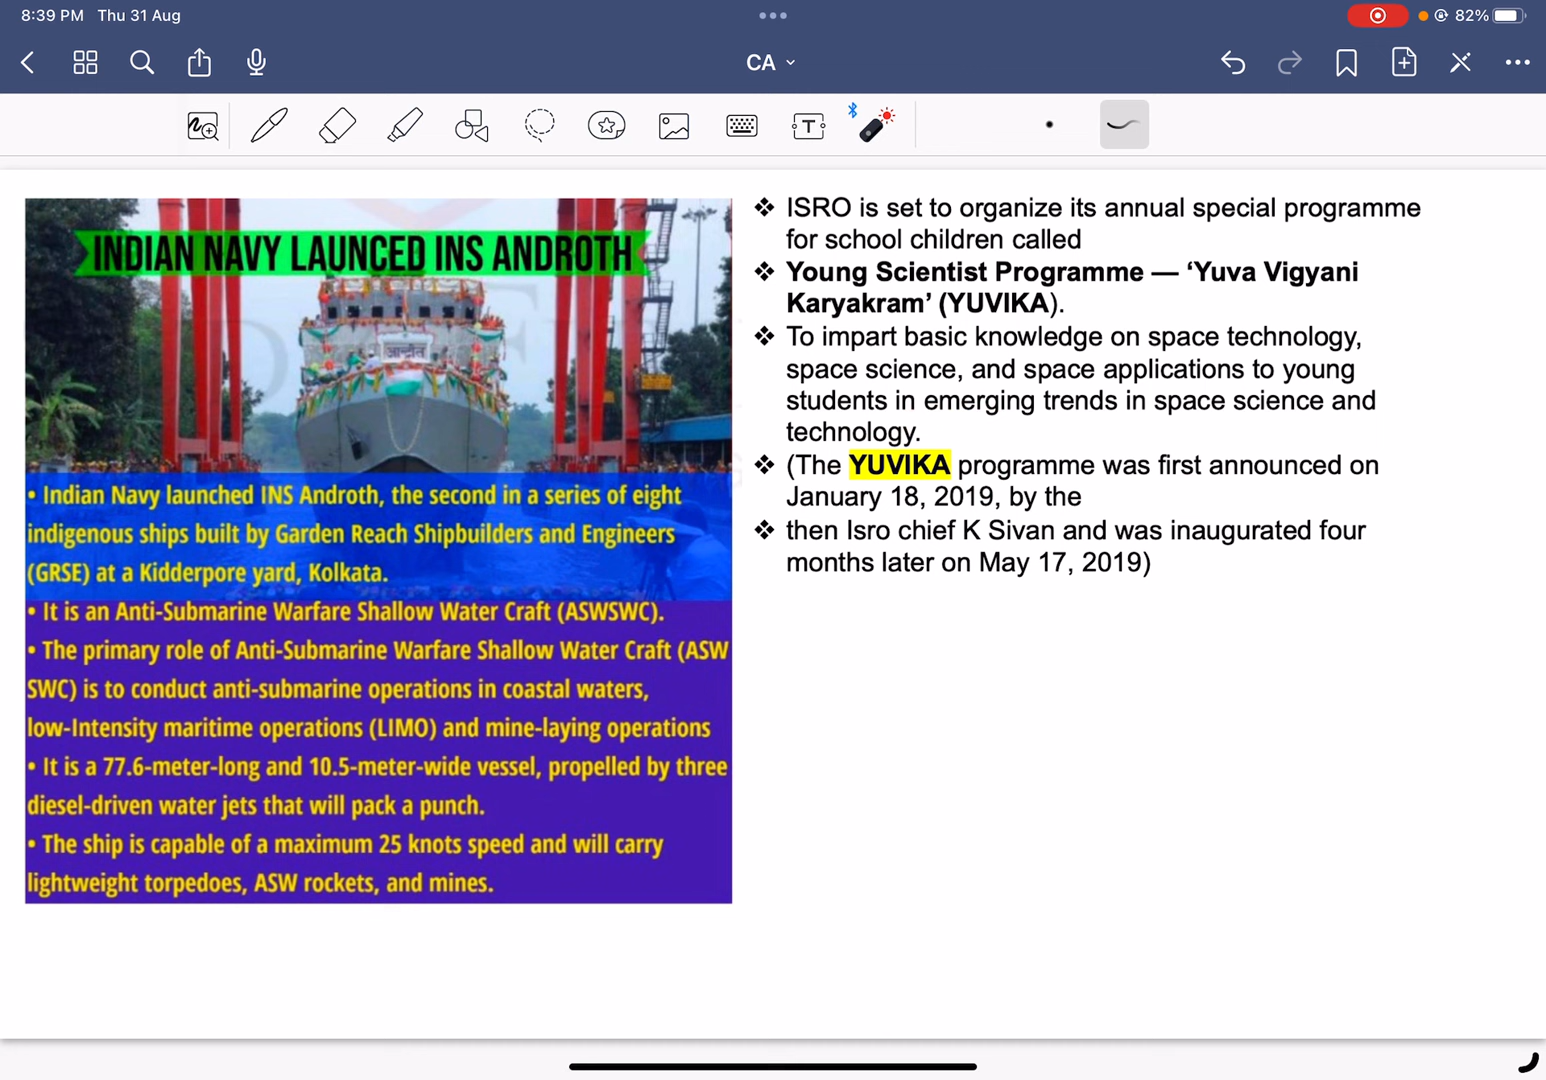 8:39 PM Thu 31 Aug
82%
CA
T
INDIAN NAVY LAUNCED INS ANDROTH
आन्द्रोत
• Indian Navy launched INS Androth, the second in a series of eight
indigenous ships built by Garden Reach Shipbuilders and Engineers
(GRSE) at a Kidderpore yard, Kolkata.
• It is an Anti-Submarine Warfare Shallow Water Craft (ASWSWC).
• The primary role of Anti-Submarine Warfare Shallow Water Craft (ASW
SWC) is to conduct anti-submarine operations in coastal waters,
low-Intensity maritime operations (LIMO) and mine-laying operations
• It is a 77.6-meter-long and 10.5-meter-wide vessel, propelled by three
diesel-driven water jets that will pack a punch.
• The ship is capable of a maximum 25 knots speed and will carry
lightweight torpedoes, ASW rockets, and mines.
❖ ISRO is set to organize its annual special programme
for school children called
❖ Young Scientist Programme — ‘Yuva Vigyani
Karyakram’ (YUVIKA).
❖ To impart basic knowledge on space technology,
space science, and space applications to young
students in emerging trends in space science and
technology.
❖ (The YUVIKA programme was first announced on
January 18, 2019, by the
❖ then Isro chief K Sivan and was inaugurated four
months later on May 17, 2019)